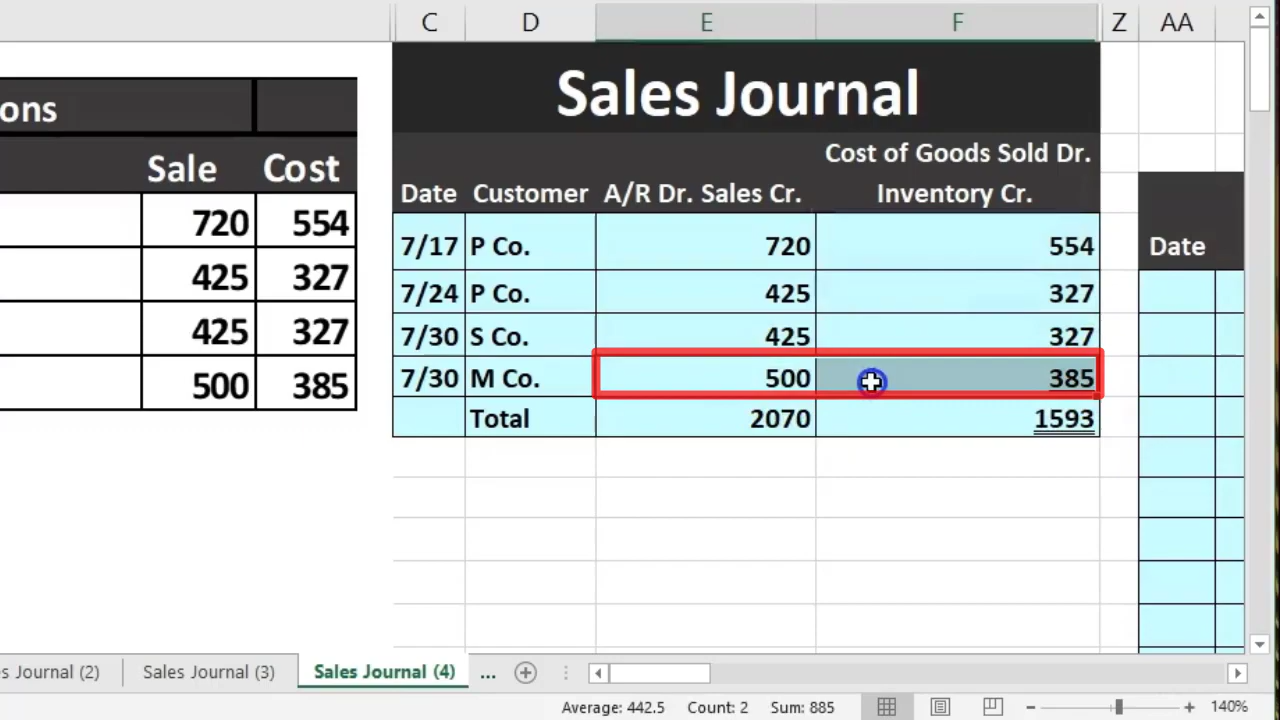 C D E F Z AA
Sales Journal
ons
Cost of Goods Sold Dr.
Sale Cost
Date Customer A/R Dr. Sales Cr. Inventory Cr.
720 554
7/17 P Co. 720 554
Date
425 327
7/24 P Co. 425 327
425 327
7/30 S Co. 425 327
500 385
7/30 M Co. 500 385
Total 2070 1593
s Journal (2) Sales Journal (3) Sales Journal (4) ...
Average: 442.5 Count: 2 Sum: 885 140%